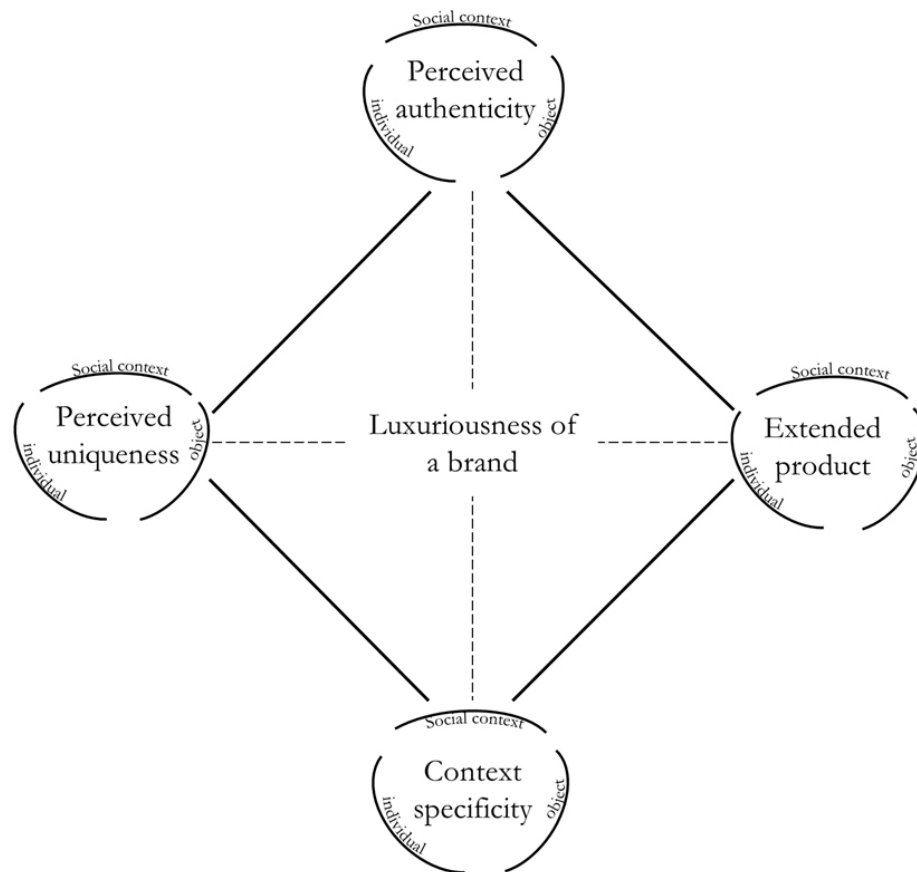 Social context
Perceived
authenticity
individual
object
Social context
Perceived
uniqueness
individual
object
Luxuriousness of
a brand
Social context
Extended
product
individual
object
Social context
Context
specificity
individual
object